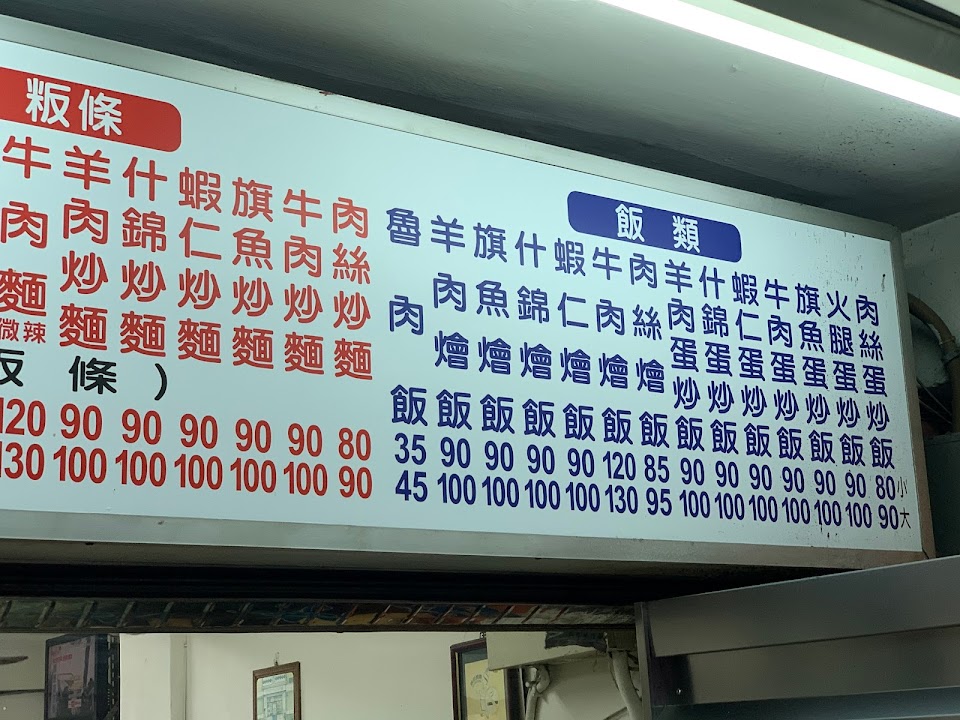 粄條
牛肉麵微辣
羊肉炒麵
什錦炒麵
蝦仁炒麵
旗魚炒麵
牛肉炒麵
肉絲炒麵
條）
120 90 90 90 90 90 80
130 100 100 100 100 100 90
飯類
魯肉飯
羊肉燴飯
旗魚燴飯
什錦燴飯
蝦仁燴飯
牛肉燴飯
肉絲燴飯
羊肉蛋炒飯
什錦蛋炒飯
蝦仁蛋炒飯
牛肉蛋炒飯
旗魚蛋炒飯
火腿蛋炒飯
肉絲蛋炒飯
35 90 90 90 90 120 85 90 90 90 90 90 90 80小
45 100 100 100 100 130 95 100 100 100 100 100 100 90大